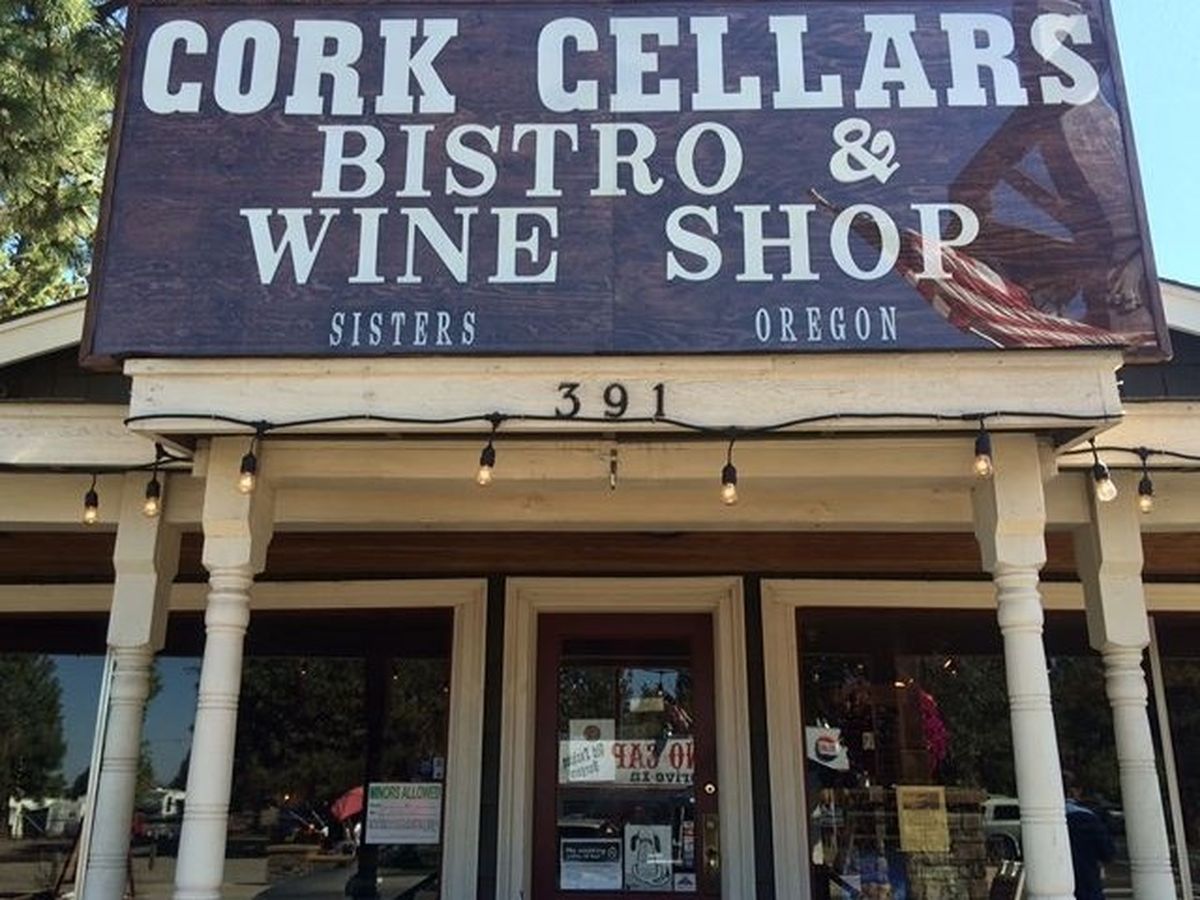 CORK CELLARS
BISTRO &
WINE SHOP
SISTERS OREGON
391
MINORS ALLOWED